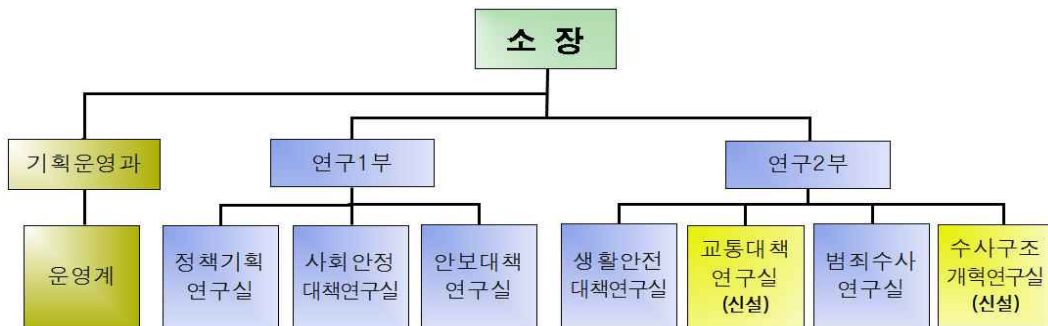 소 장
기획운영과
연구1부
연구2부
운영계
정책기획
연구실
사회안정
대책연구실
안보대책
연구실
생활안전
대책연구실
교통대책
연구실
(신설)
범죄수사
연구실
수사구조
개혁연구실
(신설)